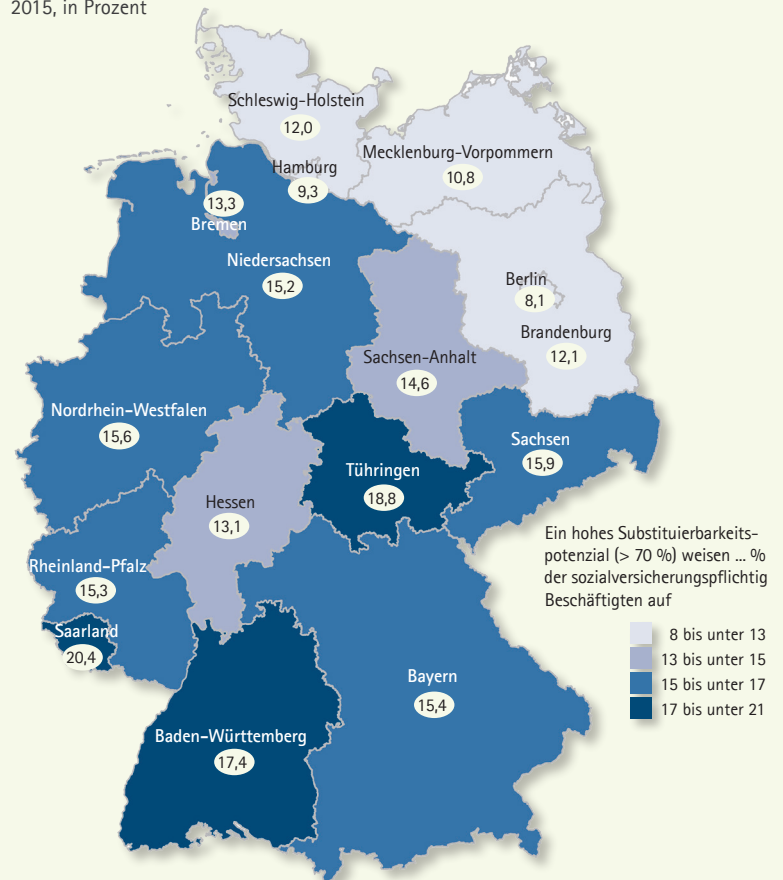 2015, in Prozent
Schleswig-Holstein
12,0
Mecklenburg-Vorpommern
10,8
Hamburg
9,3
13,3
Bremen
Niedersachsen
15,2
Berlin
8,1
Brandenburg
12,1
Sachsen-Anhalt
14,6
Nordrhein-Westfalen
15,6
Sachsen
15,9
Tühringen
18,8
Hessen
13,1
Rheinland-Pfalz
15,3
Saarland
20,4
Bayern
15,4
Baden-Württemberg
17,4
Ein hohes Substituierbarkeits-
potenzial (> 70 %) weisen ... %
der sozialversicherungspflichtig
Beschäftigten auf
8 bis unter 13
13 bis unter 15
15 bis unter 17
17 bis unter 21